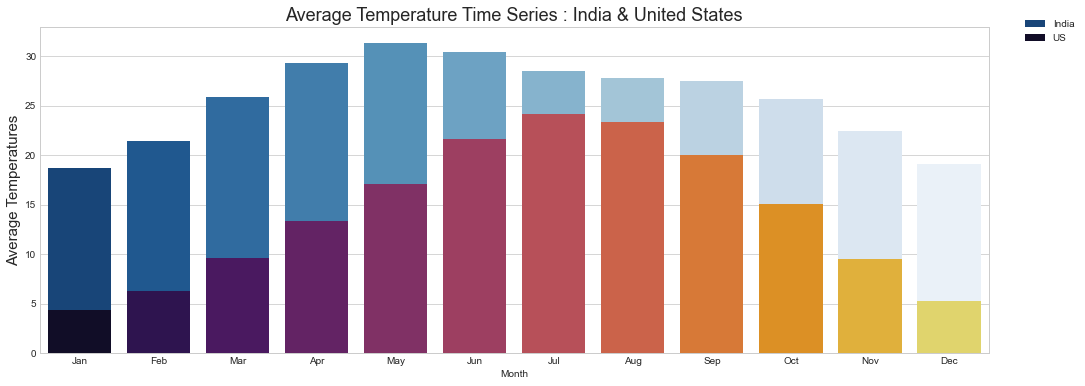 Average Temperature Time Series : India & United States
India
US
Average Temperatures
30
25
20
15
10
5
0
Jan Feb Mar Apr May Jun Jul Aug Sep Oct Nov Dec
Month